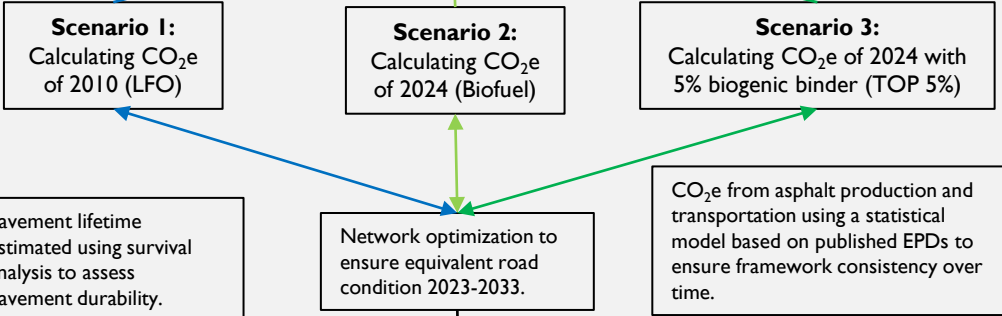 Scenario 1:
Calculating CO₂e
of 2010 (LFO)
Scenario 2:
Calculating CO₂e
of 2024 (Biofuel)
Scenario 3:
Calculating CO₂e of 2024 with
5% biogenic binder (TOP 5%)
avement lifetime
stimated using survival
nalysis to assess
avement durability.
Network optimization to
ensure equivalent road
condition 2023-2033.
CO₂e from asphalt production and
transportation using a statistical
model based on published EPDs to
ensure framework consistency over
time.